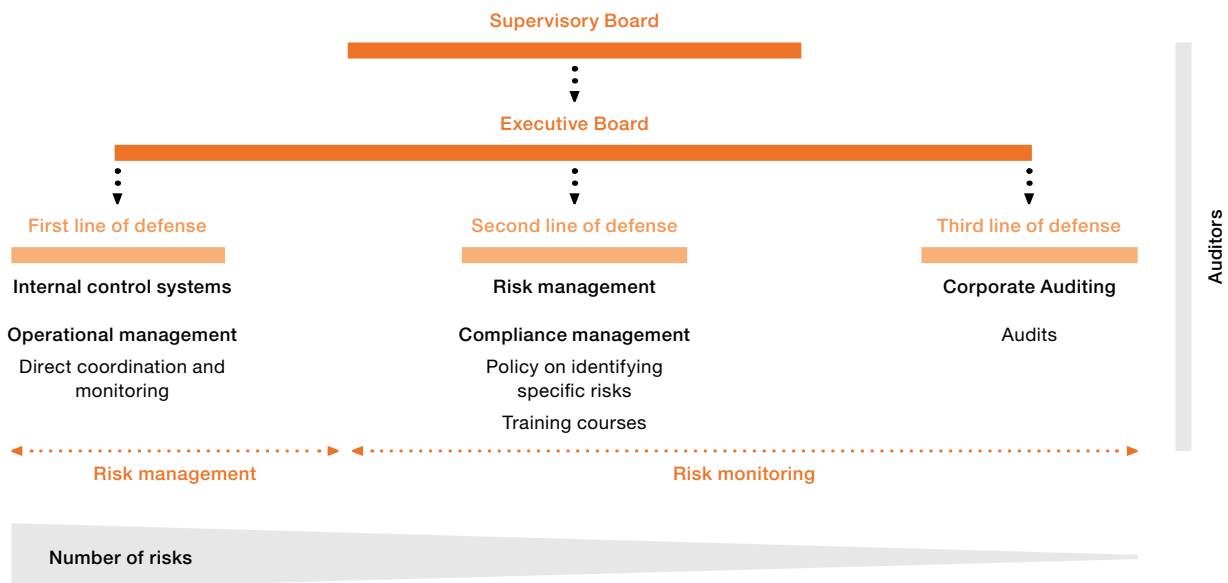 Supervisory Board
Executive Board
First line of defense
Internal control systems
Operational management
Direct coordination and
monitoring
Second line of defense
Risk management
Compliance management
Policy on identifying
specific risks
Training courses
Third line of defense
Corporate Auditing
Audits
Auditors
Risk management
Risk monitoring
Number of risks